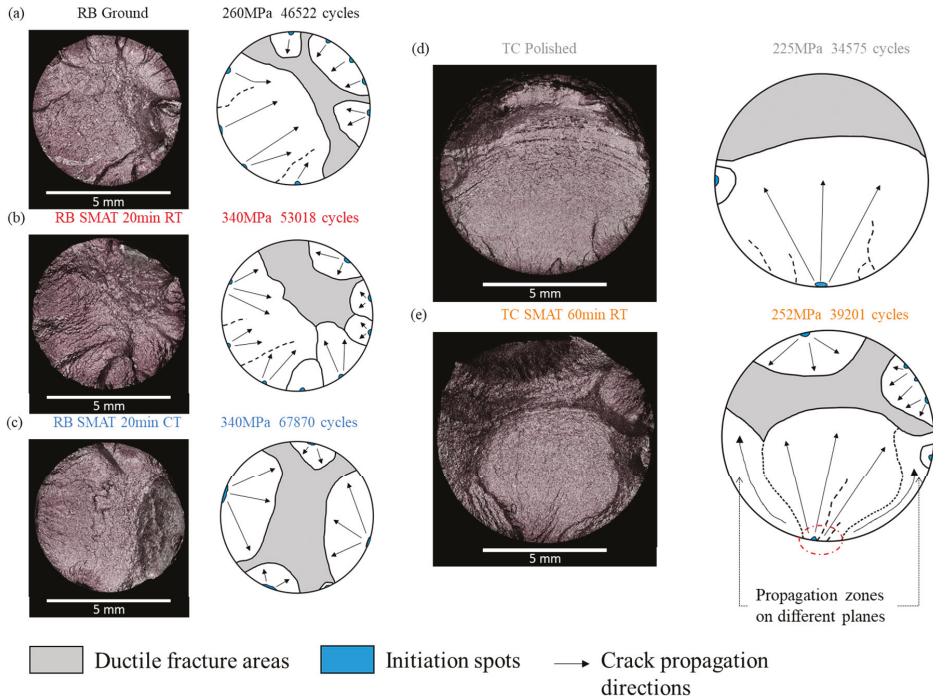 (a) RB Ground 260MPa 46522 cycles
5 mm
(b) RB SMAT 20min RT 340MPa 53018 cycles
5 mm
(c) RB SMAT 20min CT 340MPa 67870 cycles
5 mm
(d) TC Polished 225MPa 34575 cycles
5 mm
(e) TC SMAT 60min RT 252MPa 39201 cycles
5 mm
Propagation zones
on different planes
Ductile fracture areas
Initiation spots
Crack propagation
directions